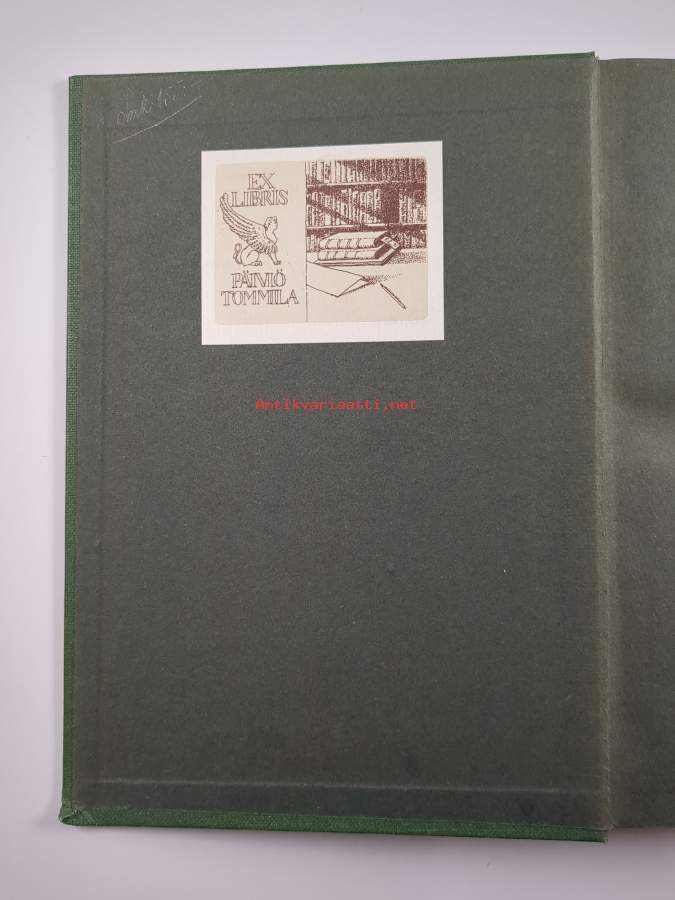 EX
LIBRIS
PÄIVIÖ
TOMMILA
Antikvariaatti.net